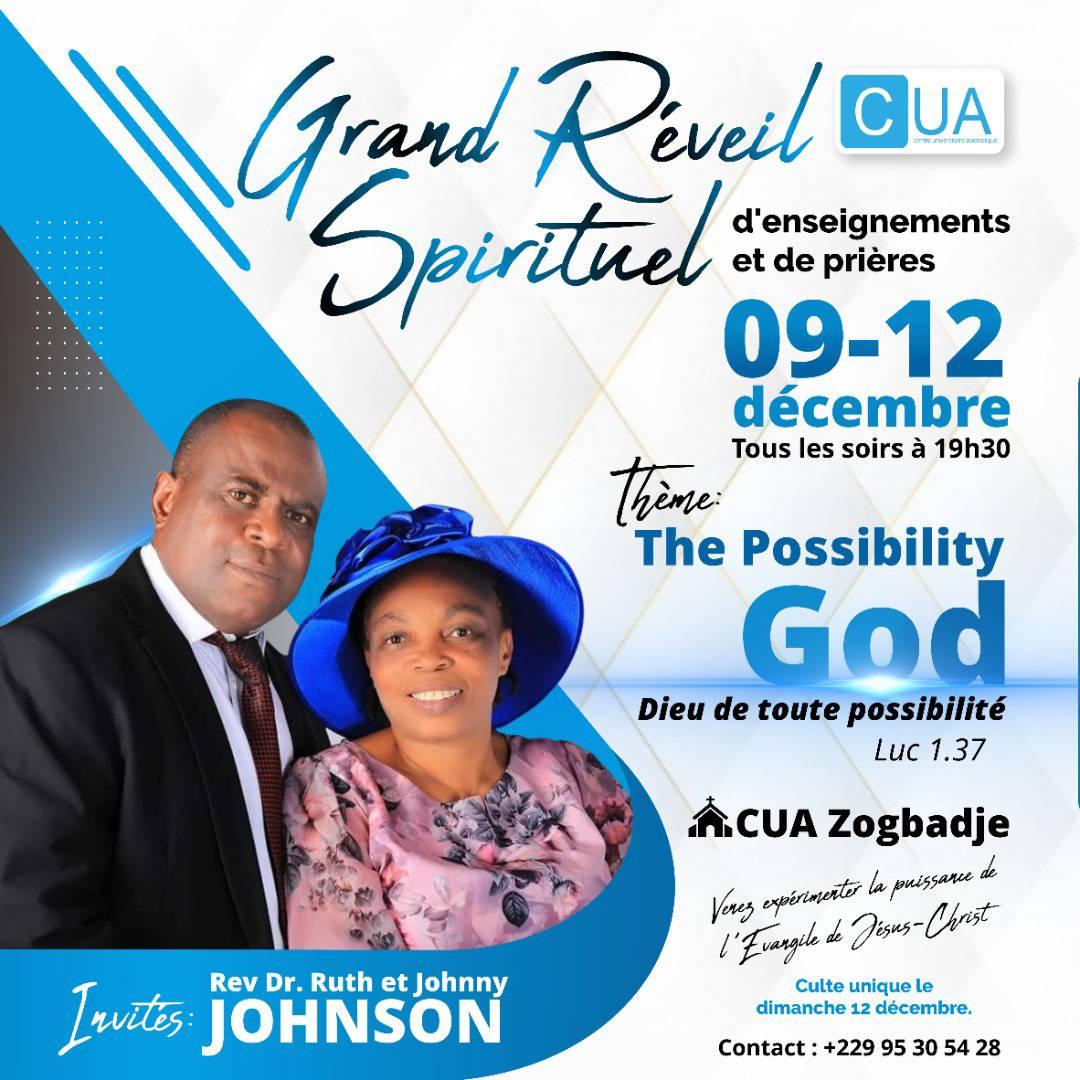 Grand Réveil
Spirituel
CUA
d'enseignements
et de prières
09-12
décembre
Tous les soirs à 19h30
Thème:
The Possibility
God
Dieu de toute possibilité
Luc 1.37
CUA Zogbadje
Venez expérimenter la puissance de
l'Evangile de Jésus-Christ
Culte unique le
dimanche 12 décembre.
Contact : +229 95 30 54 28
Invités:
Rev Dr. Ruth et Johnny
JOHNSON